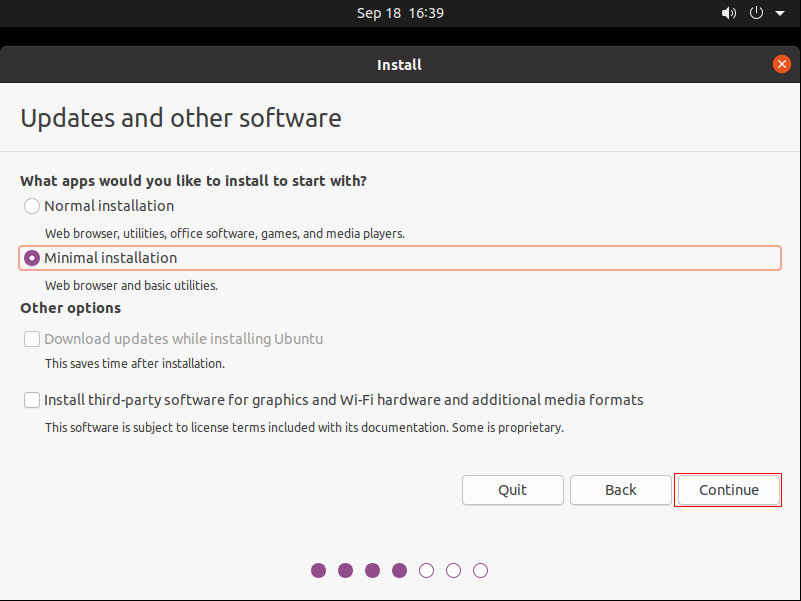 Sep 18 16:39
Install
Updates and other software
What apps would you like to install to start with?
Normal installation
Web browser, utilities, office software, games, and media players.
Minimal installation
Web browser and basic utilities.
Other options
Download updates while installing Ubuntu
This saves time after installation.
Install third-party software for graphics and Wi-Fi hardware and additional media formats
This software is subject to license terms included with its documentation. Some is proprietary.
Quit Back Continue